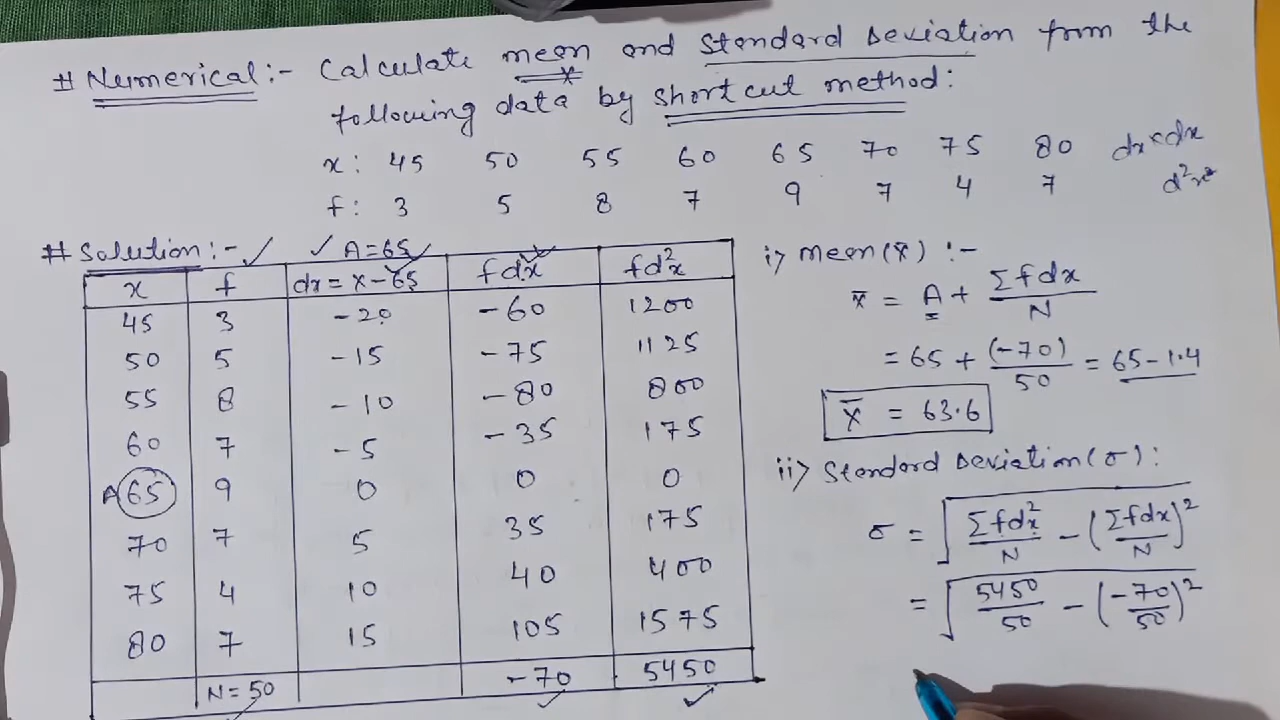 # Numerical:- Calculate mean and Standard Deviation from the
following data by short cut method:
x: 45 50 55 60 65 70 75 80
dx×dx
f: 3 5 8 7 9 7 4 7
d²x
# Solution:- ✓ ✓ A=65
x f dx = x-65 fdx fd²x
45 3 -20 -60 1200
50 5 -15 -75 1125
55 8 -10 -80 800
60 7 -5 -35 175
A 65 9 0 0 0
70 7 5 35 175
75 4 10 40 400
80 7 15 105 1575
N=50 -70 5450
i> mean(x̄) :-
x̄ = A + Σfdx/N
= 65 + (-70)/50 = 65-1.4
x̄ = 63.6
ii> Standard Deviation(σ):
σ = √(Σfd²x/N - (Σfdx/N)²)
= √(5450/50 - (-70/50)²)